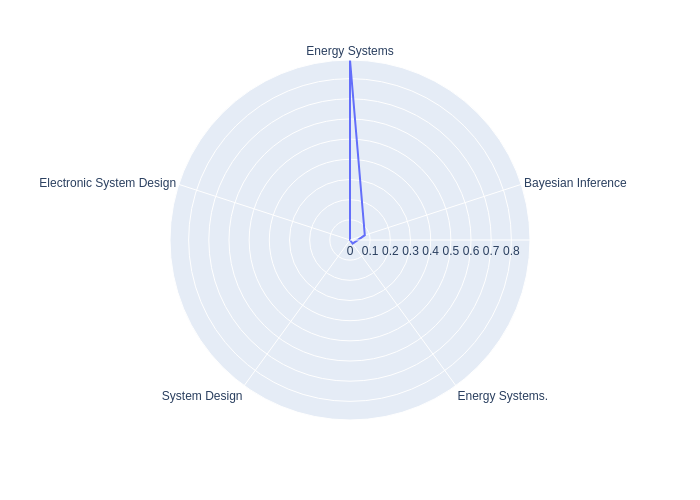 Energy Systems
Electronic System Design
Bayesian Inference
0 0.1 0.2 0.3 0.4 0.5 0.6 0.7 0.8
System Design
Energy Systems.